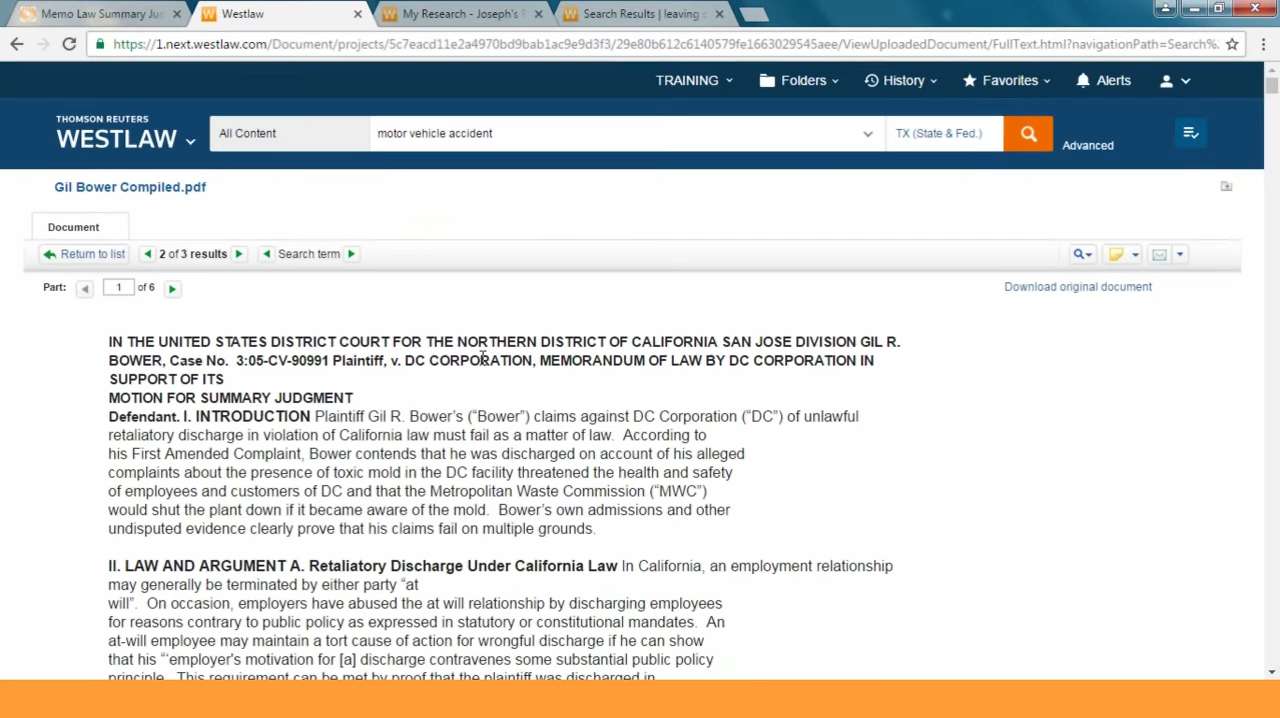 Memo Law Summary Ju
Westlaw
My Research - Joseph's
Search Results | leaving
https://1.next.westlaw.com/Document/projects/5c7eacd11e2a4970bd9bab1ac9e9d3f3/29e80b612c6140579fe1663029545aee/ViewUploadedDocument/FullText.html?navigationPath=Search%
TRAINING
Folders
History
Favorites
Alerts
THOMSON REUTERS
WESTLAW
All Content
motor vehicle accident
TX (State & Fed.)
Advanced
Gil Bower Compiled.pdf
Document
Return to list
2 of 3 results
Search term
Part: 1 of 6
Download original document
IN THE UNITED STATES DISTRICT COURT FOR THE NORTHERN DISTRICT OF CALIFORNIA SAN JOSE DIVISION GIL R.
BOWER, Case No. 3:05-CV-90991 Plaintiff, v. DC CORPORATION, MEMORANDUM OF LAW BY DC CORPORATION IN
SUPPORT OF ITS
MOTION FOR SUMMARY JUDGMENT
Defendant. I. INTRODUCTION Plaintiff Gil R. Bower's (“Bower”) claims against DC Corporation (“DC”) of unlawful
retaliatory discharge in violation of California law must fail as a matter of law. According to
his First Amended Complaint, Bower contends that he was discharged on account of his alleged
complaints about the presence of toxic mold in the DC facility threatened the health and safety
of employees and customers of DC and that the Metropolitan Waste Commission (“MWC”)
would shut the plant down if it became aware of the mold. Bower's own admissions and other
undisputed evidence clearly prove that his claims fail on multiple grounds.
II. LAW AND ARGUMENT A. Retaliatory Discharge Under California Law In California, an employment relationship
may generally be terminated by either party “at
will”. On occasion, employers have abused the at will relationship by discharging employees
for reasons contrary to public policy as expressed in statutory or constitutional mandates. An
at-will employee may maintain a tort cause of action for wrongful discharge if he can show
that his “‘employer's motivation for [a] discharge contravenes some substantial public policy
principle. This requirement can be met by proof that the plaintiff was discharged in